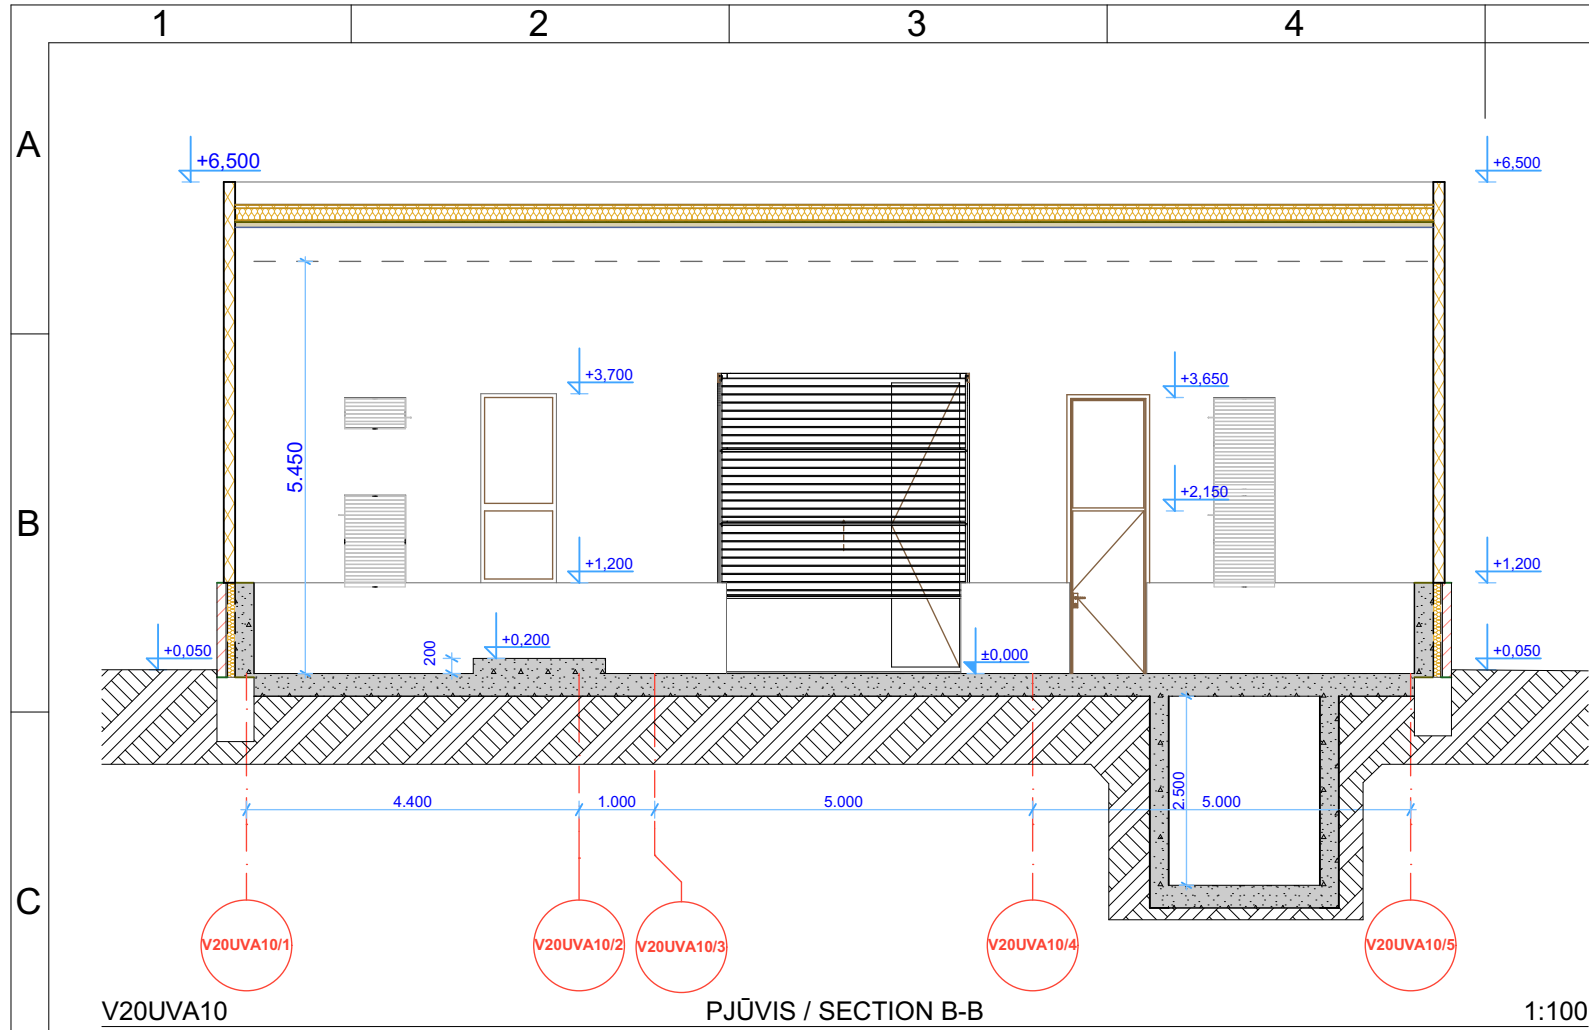 1 2 3 4
A
+6,500 +6,500
+3,700 +3,650
5.450
B
+2,150
+1,200 +1,200
+0,050 200 +0,200 ±0,000 +0,050
4.400 1.000 5.000 2.500 5.000
C
V20UVA10/1 V20UVA10/2 V20UVA10/3 V20UVA10/4 V20UVA10/5
V20UVA10 PJŪVIS / SECTION B-B 1:100